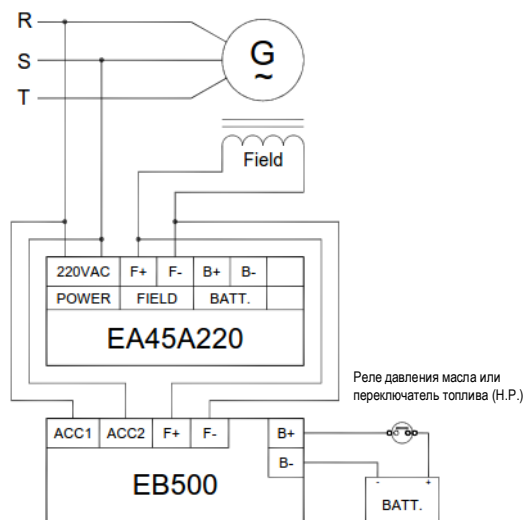 R
S
T
G
~
Field
220VAC F+ F- B+ B-
POWER FIELD BATT.
EA45A220
Реле давления масла или
переключатель топлива (Н.Р.)
ACC1 ACC2 F+ F- B+
B-
EB500
- +
BATT.